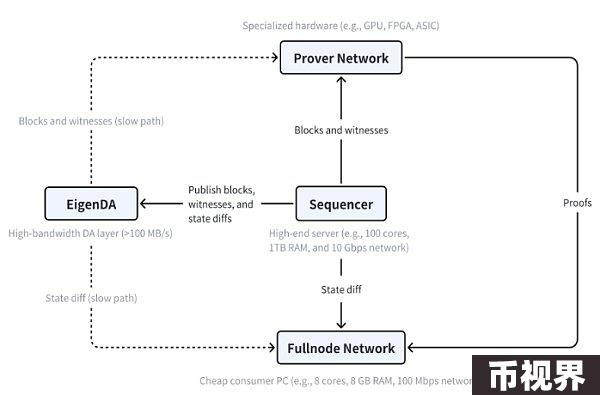 Specialized hardware (e.g., GPU, FPGA, ASIC)
Prover Network
Blocks and witnesses (slow path)
Blocks and witnesses
EigenDA
Publish blocks,
witnesses, and
state diffs
Sequencer
Proofs
High-bandwidth DA layer (>100 MB/s)
High-end server (e.g., 100 cores,
1TB RAM, and 10 Gbps network)
State diff (slow path)
State diff
Fullnode Network
Cheap consumer PC (e.g., 8 cores, 8 GB RAM, 100 Mbps network
币视界